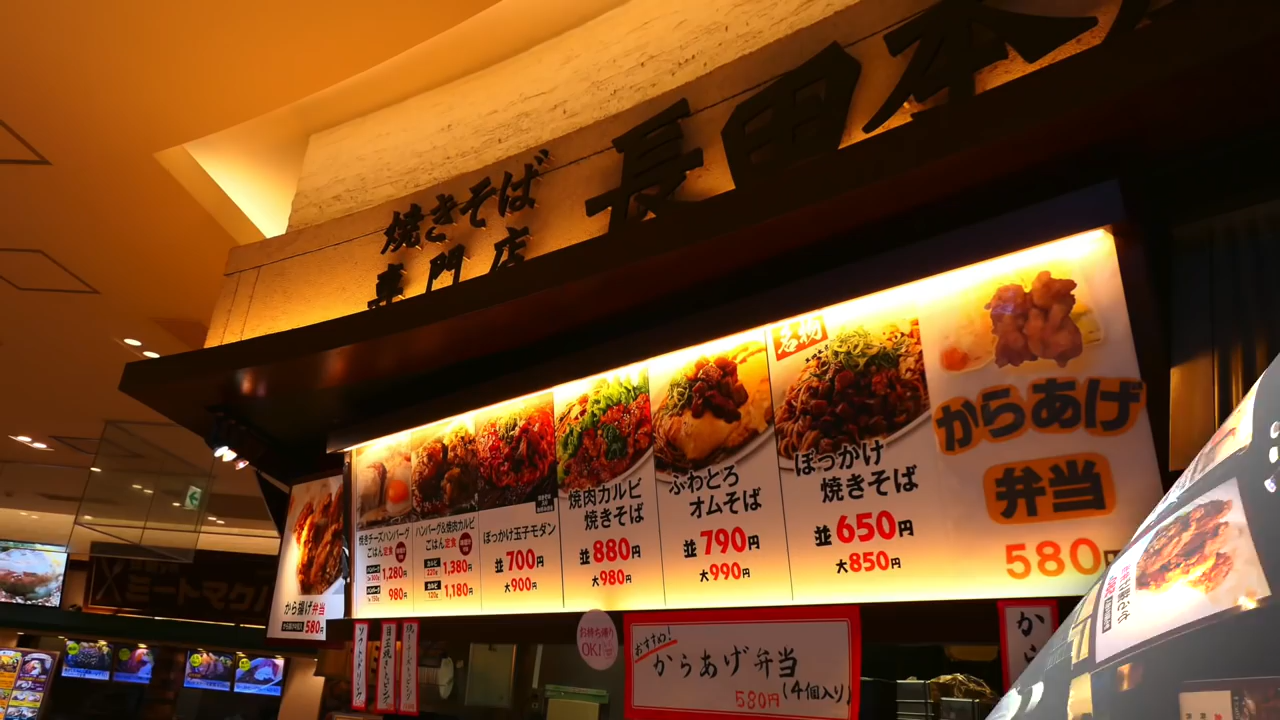 焼きそば
専門店
長田本
焼きチーズハンバーグ
ごはん定食
1,280円
980円
ハンバーグ&焼肉カルビ
ごはん定食
1,380円
1,180円
ぼっかけ玉子モダン
並700円
大900円
焼肉カルビ
焼きそば
並880円
大980円
ふわとろ
オムそば
並790円
大990円
名物
ぼっかけ
焼きそば
並650円
大850円
からあげ
弁当
580円
から揚げ弁当
580円
お持ち帰り
OK!
おすすめ!
からあげ弁当
580円(4個入り)
から
ミートマクハ